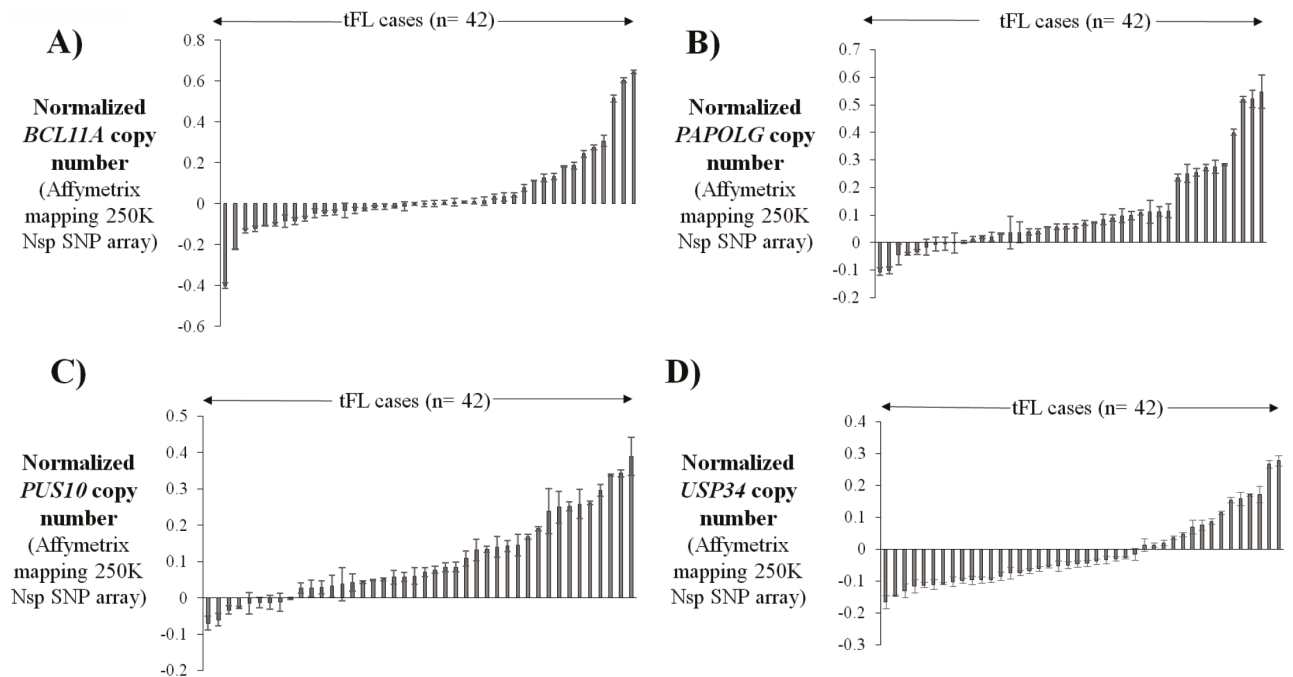 A)
tFL cases (n= 42)
Normalized
BCL11A copy
number
(Affymetrix
mapping 250K
Nsp SNP array)
0.8
0.6
0.4
0.2
0
-0.2
-0.4
-0.6
B)
tFL cases (n= 42)
Normalized
PAPOLG copy
number
(Affymetrix
mapping 250K
Nsp SNP array)
0.7
0.6
0.5
0.4
0.3
0.2
0.1
0
-0.1
-0.2
C)
tFL cases (n= 42)
Normalized
PUS10 copy
number
(Affymetrix
mapping 250K
Nsp SNP array)
0.5
0.4
0.3
0.2
0.1
0
-0.1
-0.2
D)
tFL cases (n= 42)
Normalized
USP34 copy
number
(Affymetrix
mapping 250K
Nsp SNP array)
0.4
0.3
0.2
0.1
0
-0.1
-0.2
-0.3